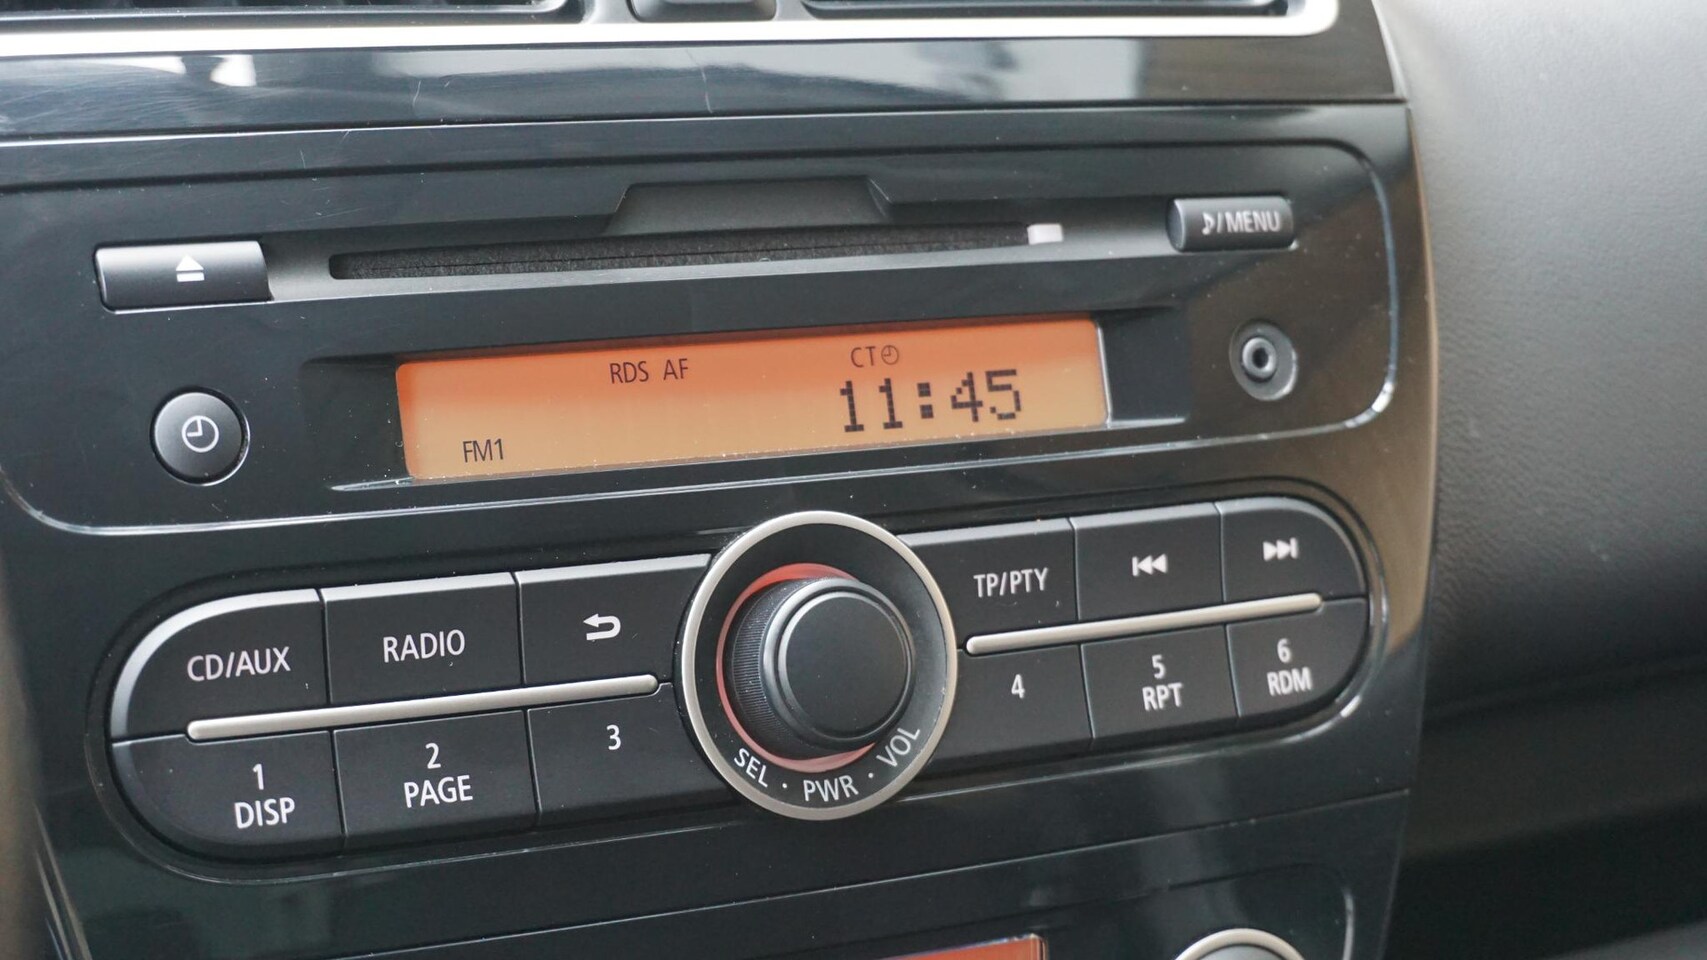 ♪/MENU
RDS AF
CT
11:45
FM1
CD/AUX
RADIO
TP/PTY
1
DISP
2
PAGE
3
4
5
RPT
6
RDM
SEL · PWR · VOL